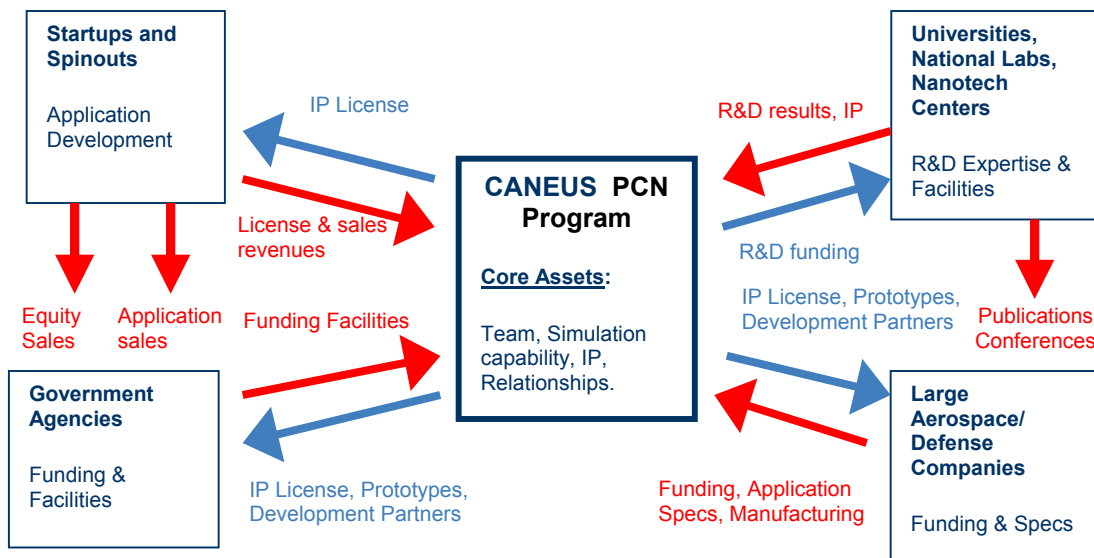 Startups and
Spinouts
Application
Development
IP License
License & sales
revenues
Equity
Sales
Application
sales
Funding Facilities
Government
Agencies
Funding &
Facilities
IP License, Prototypes,
Development Partners
CANEUS PCN
Program
Core Assets:
Team, Simulation
capability, IP,
Relationships.
Universities,
National Labs,
Nanotech
Centers
R&D Expertise &
Facilities
R&D results, IP
R&D funding
IP License, Prototypes,
Development Partners
Publications
Conferences
Large
Aerospace/
Defense
Companies
Funding & Specs
Funding, Application
Specs, Manufacturing